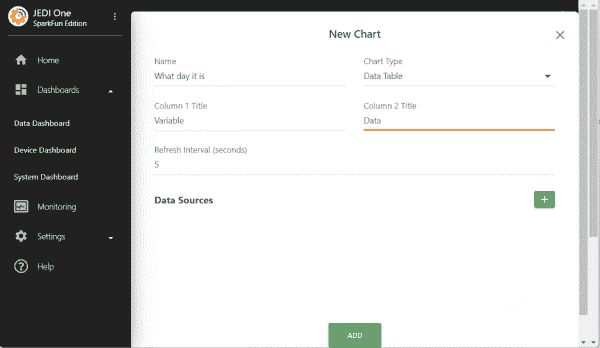 JEDI One
SparkFun Edition
Home
Dashboards
Data Dashboard
Device Dashboard
System Dashboard
Monitoring
Settings
Help
New Chart
Name
Chart Type
What day it is
Data Table
Column 1 Title
Column 2 Title
Variable
Data
Refresh Interval (seconds)
5
Data Sources
+
ADD